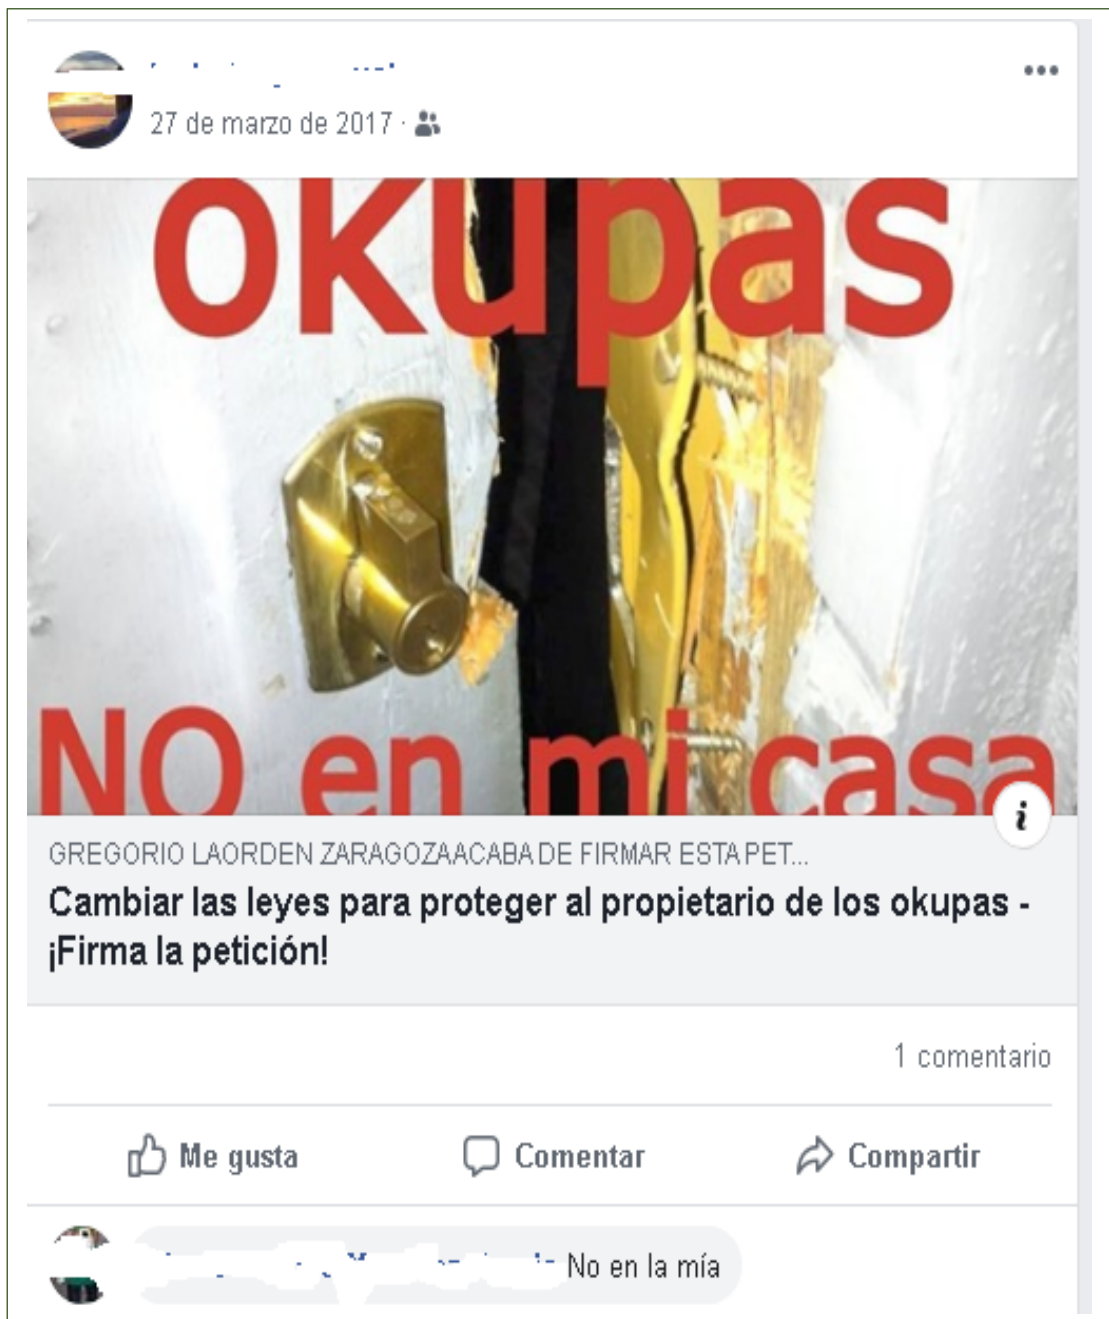 27 de marzo de 2017 ·
okupas
NO en mi casa
i
GREGORIO LAORDEN ZARAGOZAACABA DE FIRMAR ESTA PET...
Cambiar las leyes para proteger al propietario de los okupas -
¡Firma la petición!
1 comentario
Me gusta
Comentar
Compartir
No en la mía